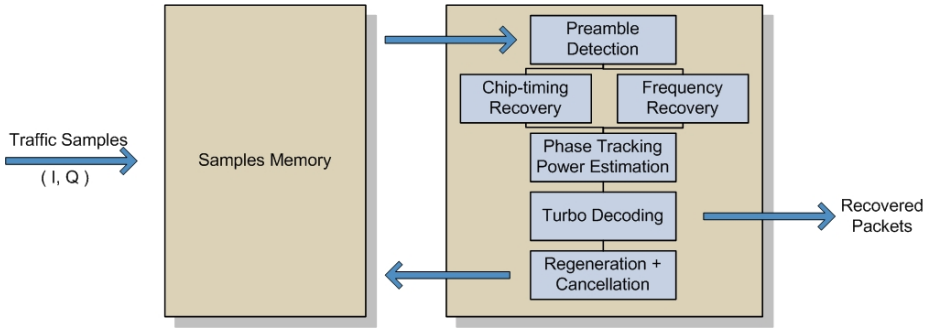 Traffic Samples
( I, Q )
Samples Memory
Preamble
Detection
Chip-timing
Recovery
Frequency
Recovery
Phase Tracking
Power Estimation
Turbo Decoding
Regeneration +
Cancellation
Recovered
Packets